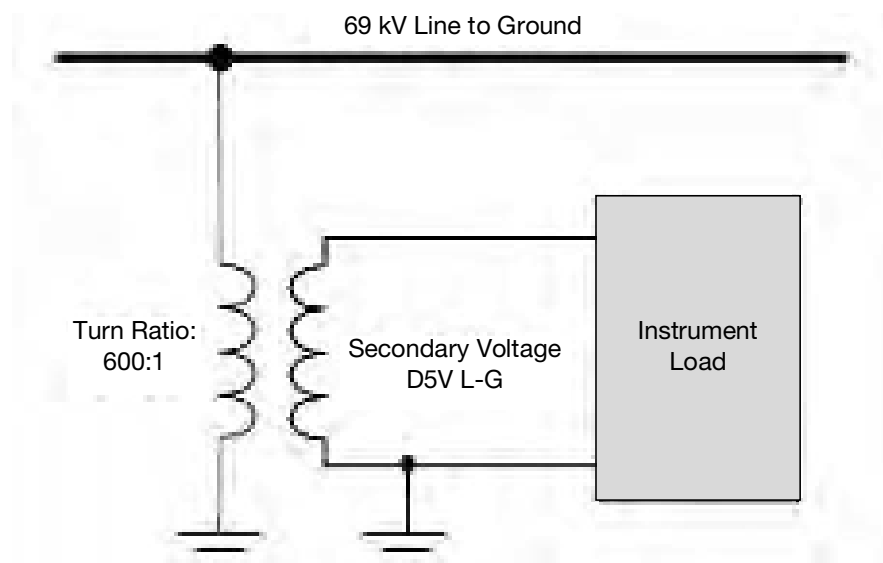 69 kV Line to Ground
Turn Ratio:
600:1
Secondary Voltage
D5V L-G
Instrument
Load